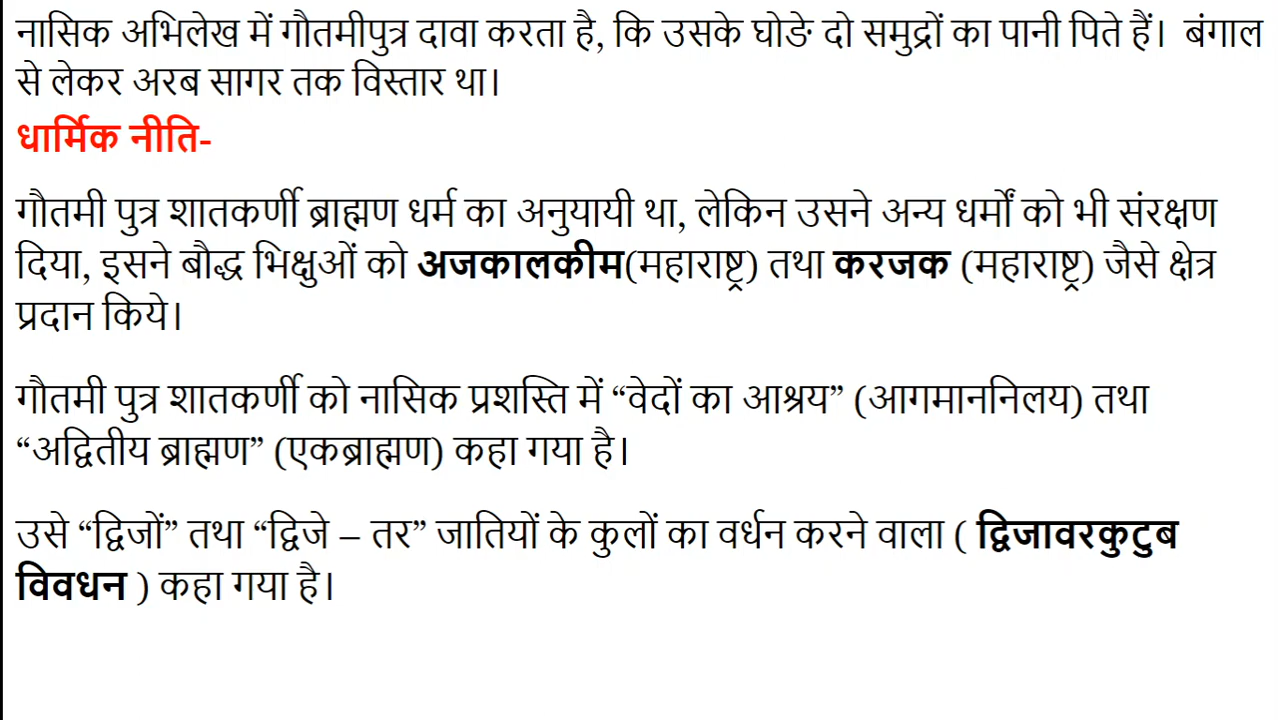 नासिक अभिलेख में गौतमीपुत्र दावा करता है, कि उसके घोङे दो समुद्रों का पानी पिते हैं। बंगाल
से लेकर अरब सागर तक विस्तार था।
धार्मिक नीति-
गौतमी पुत्र शातकर्णी ब्राह्मण धर्म का अनुयायी था, लेकिन उसने अन्य धर्मों को भी संरक्षण
दिया, इसने बौद्ध भिक्षुओं को अजकालकीम(महाराष्ट्र) तथा करजक (महाराष्ट्र) जैसे क्षेत्र
प्रदान किये।
गौतमी पुत्र शातकर्णी को नासिक प्रशस्ति में “वेदों का आश्रय” (आगमाननिलय) तथा
“अद्वितीय ब्राह्मण” (एकब्राह्मण) कहा गया है।
उसे “द्विजों” तथा “द्विजे – तर” जातियों के कुलों का वर्धन करने वाला ( द्विजावरकुटुब
विवधन ) कहा गया है।